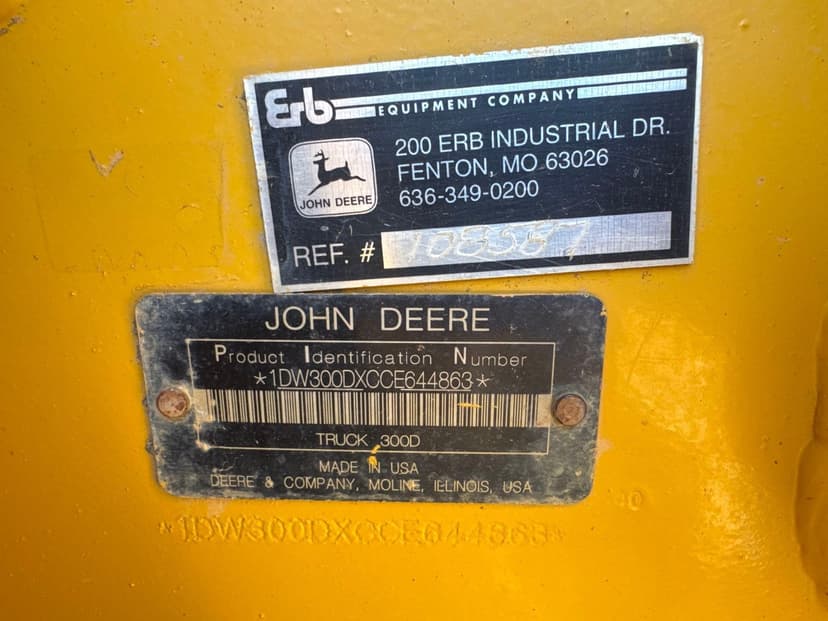 Erb
EQUIPMENT COMPANY
JOHN DEERE
200 ERB INDUSTRIAL DR.
FENTON, MO 63026
636-349-0200
REF. # 108587
JOHN DEERE
Product Identification Number
*1DW300DXCCE644863*
TRUCK 300D
MADE IN USA
DEERE & COMPANY, MOLINE, ILLINOIS, USA
*1DW300DXCCE644863*